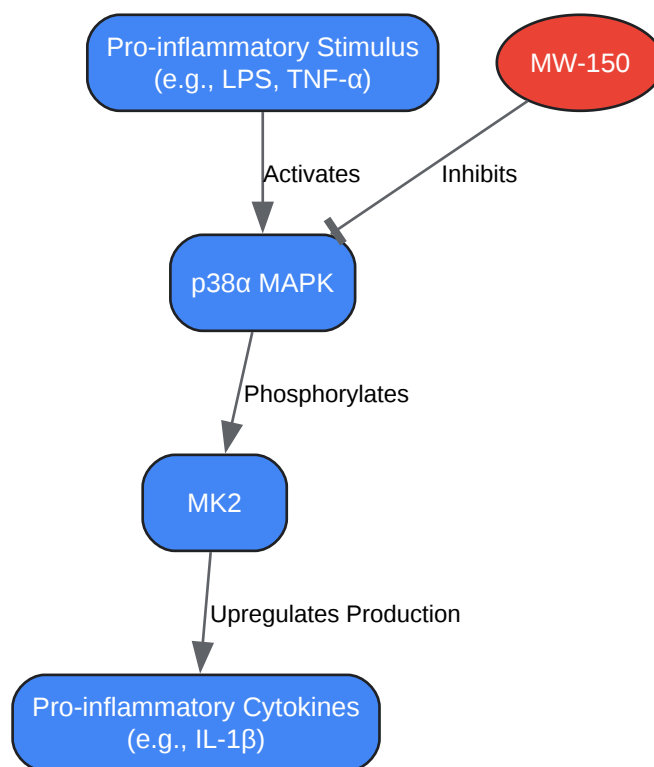 Pro-inflammatory Stimulus
(e.g., LPS, TNF-α)
MW-150
Activates
Inhibits
p38α MAPK
Phosphorylates
MK2
Upregulates Production
Pro-inflammatory Cytokines
(e.g., IL-1β)